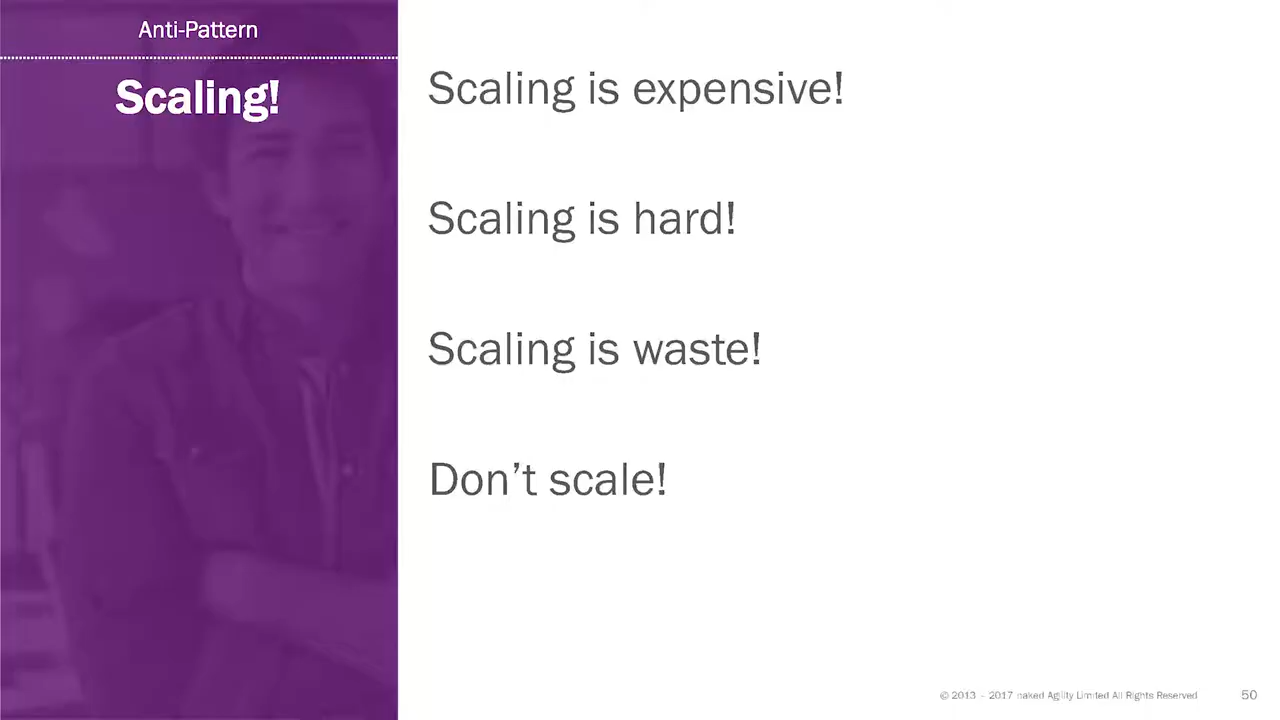 Anti-Pattern
Scaling!
Scaling is expensive!
Scaling is hard!
Scaling is waste!
Don’t scale!
© 2013 – 2017 naked Agility Limited All Rights Reserved
50